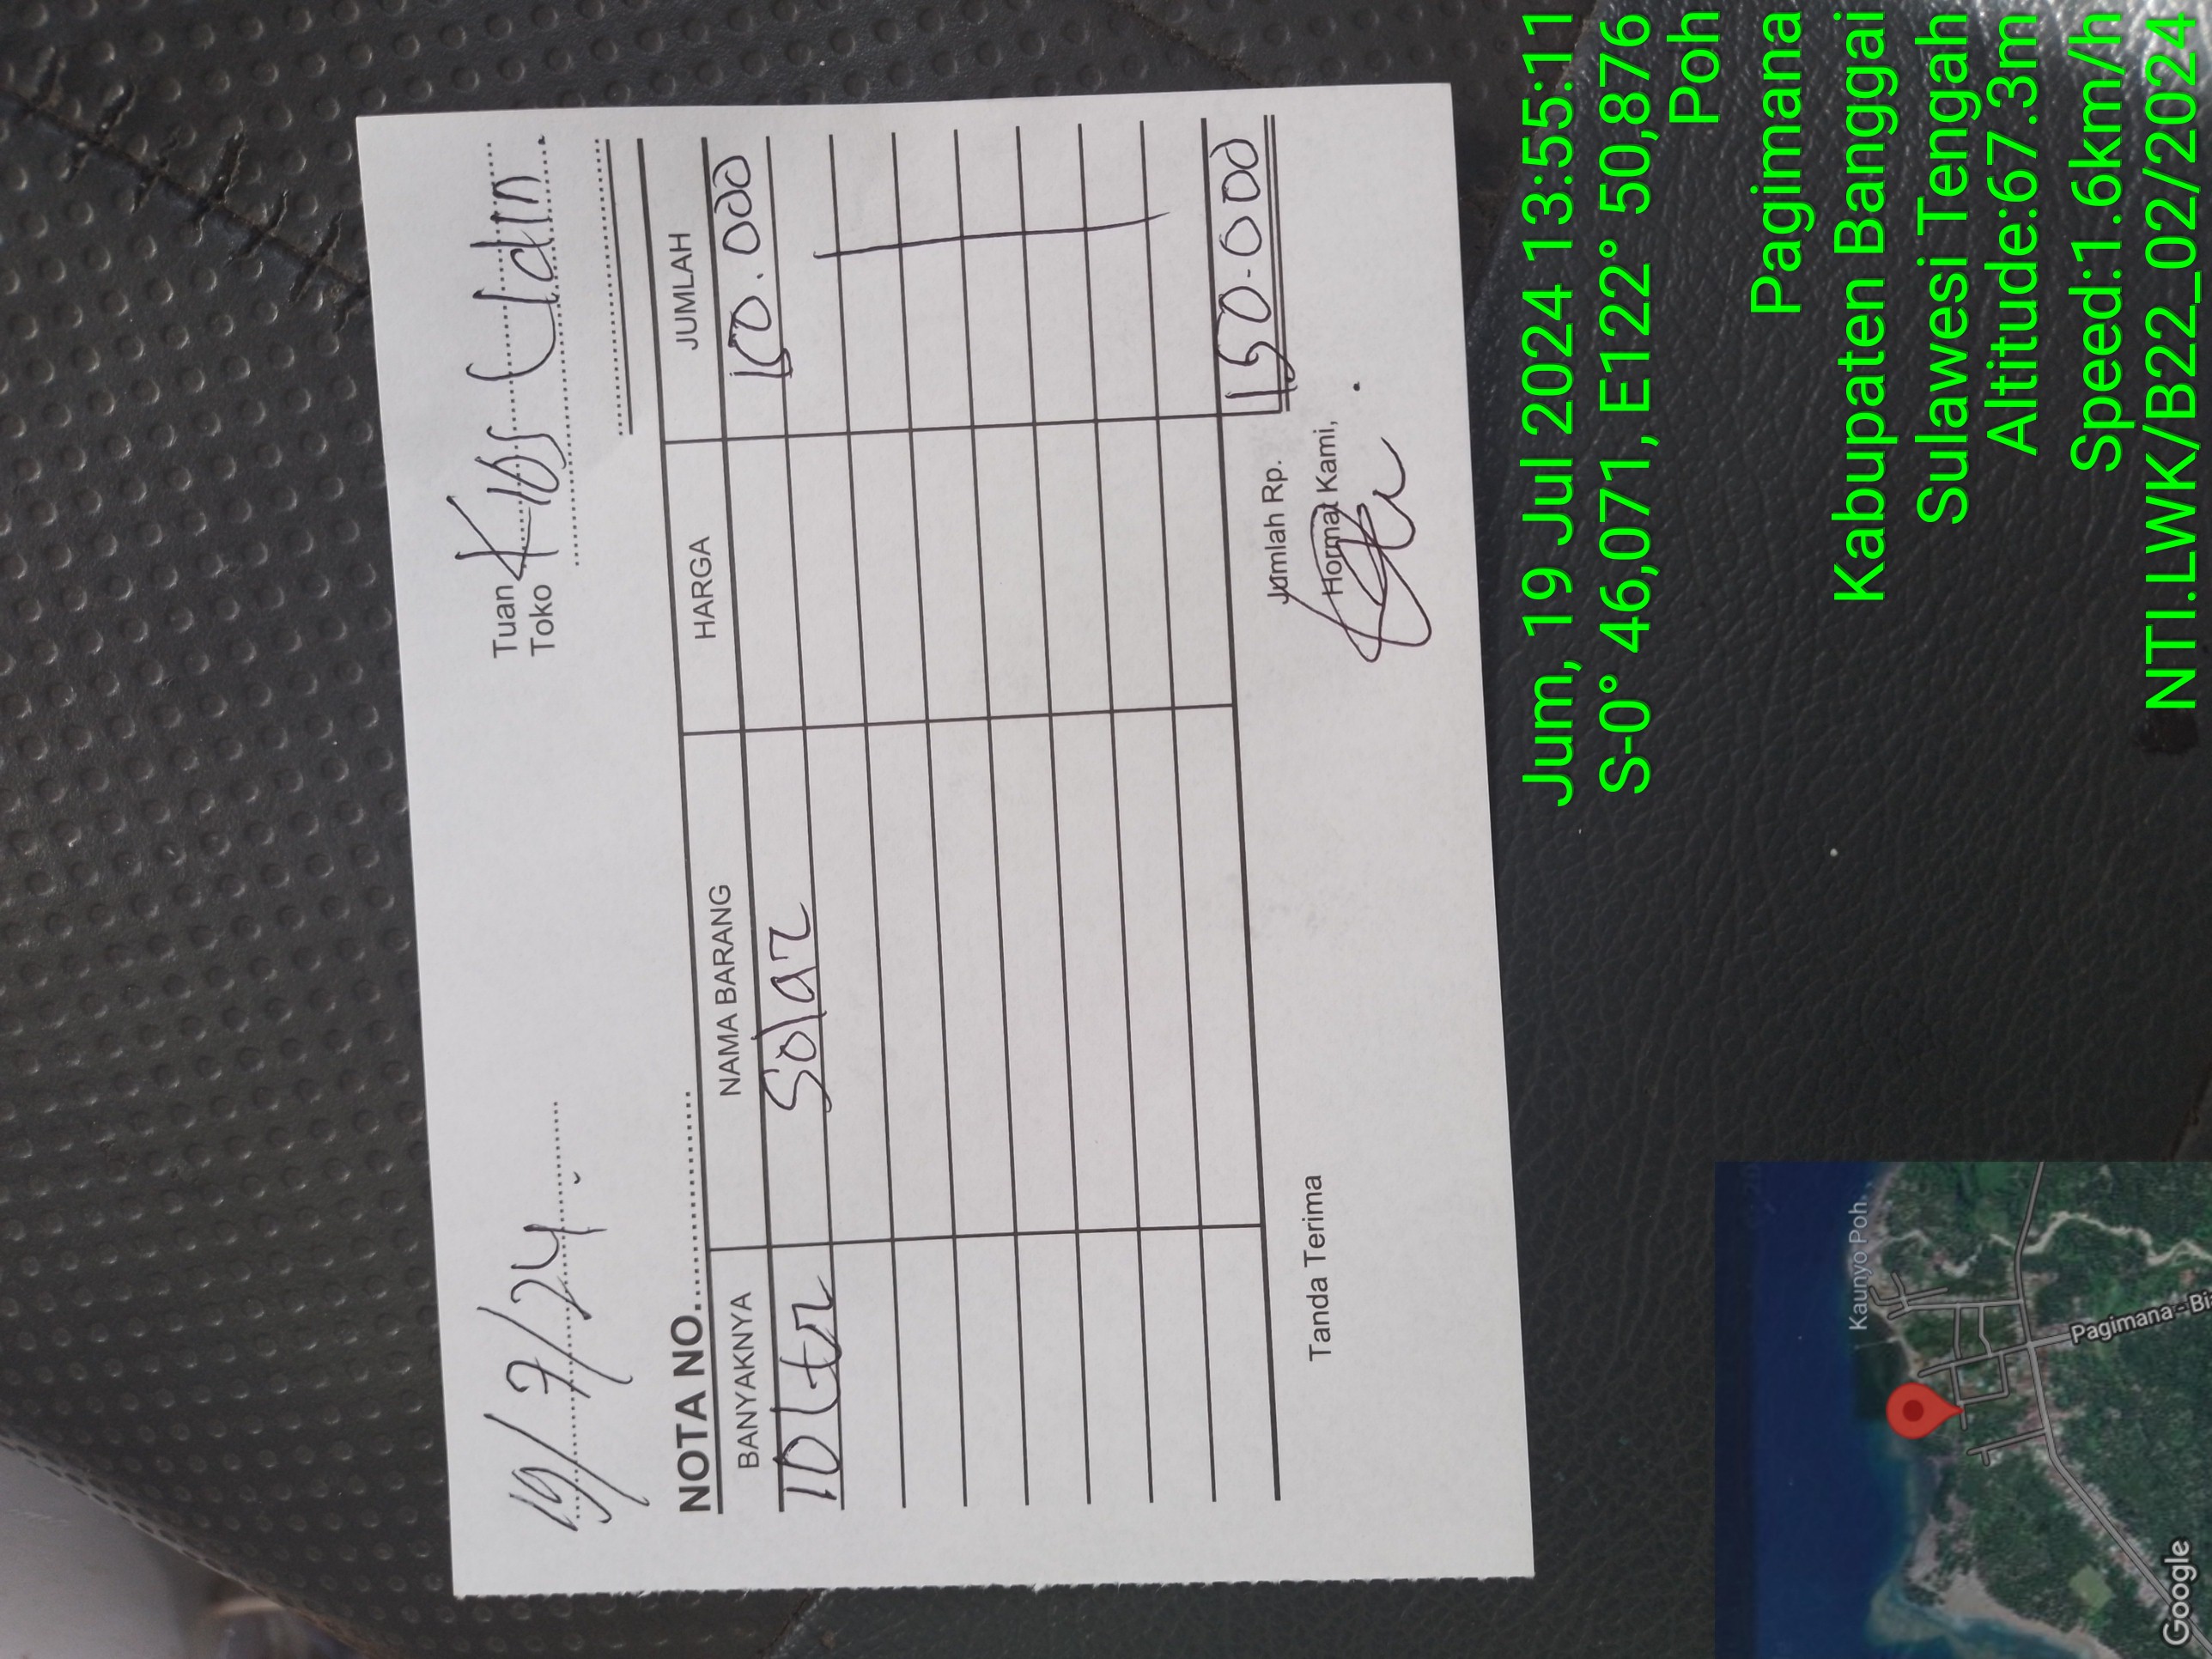 19/7/24.
Tuan Kios Udin
Toko
NOTA NO.
BANYAKNYA NAMA BARANG HARGA JUMLAH
10 Ltr Solar 150.000
Jumlah Rp. 150.000
Tanda Terima Hormat Kami,
Jum, 19 Jul 2024 13:55:11
S-0° 46,071, E122° 50,876
Poh
Pagimana
Kabupaten Banggai
Sulawesi Tengah
Altitude:67.3m
Speed:1.6km/h
NTI.LWK/B22_02/2024
Kaunyo Poh
Pagimana - Bi
Google